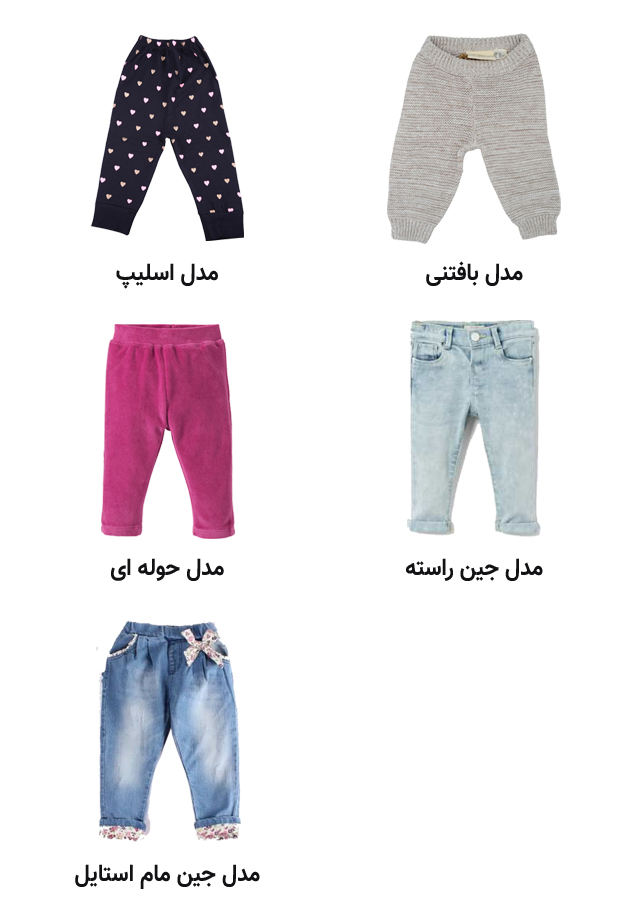 مدل بافتنی
مدل اسلیپ
مدل جین راسته
مدل حوله ای
مدل جین مام استایل